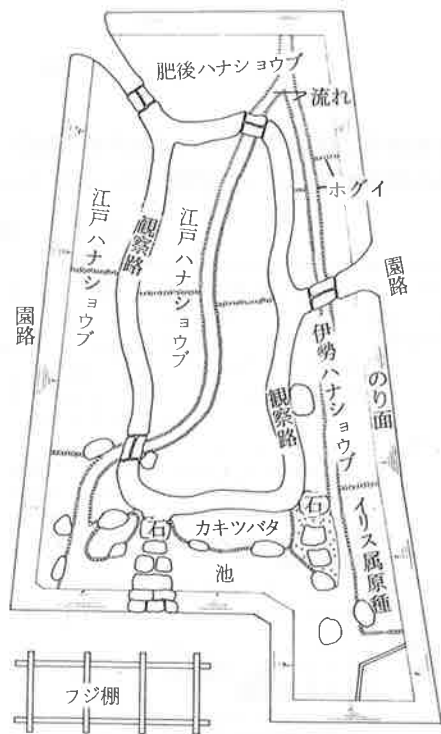 肥後ハナショウブ
流れ
ホグイ
江戸ハナショウブ
観察路
江戸ハナショウブ
園路
園路
伊勢ハナショウブ
のり面
観察路
石
カキツバタ
石
イリス属原種
池
フジ棚